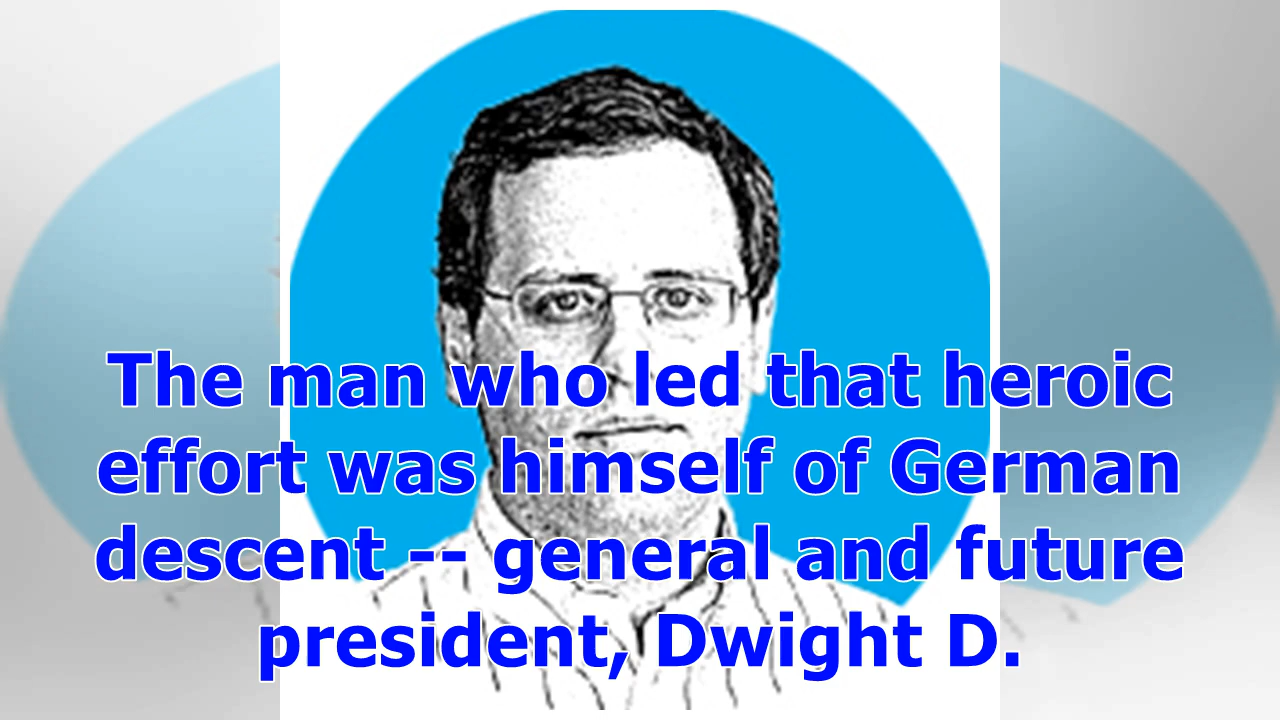 The man who led that heroic
effort was himself of German
descent -- general and future
president, Dwight D.